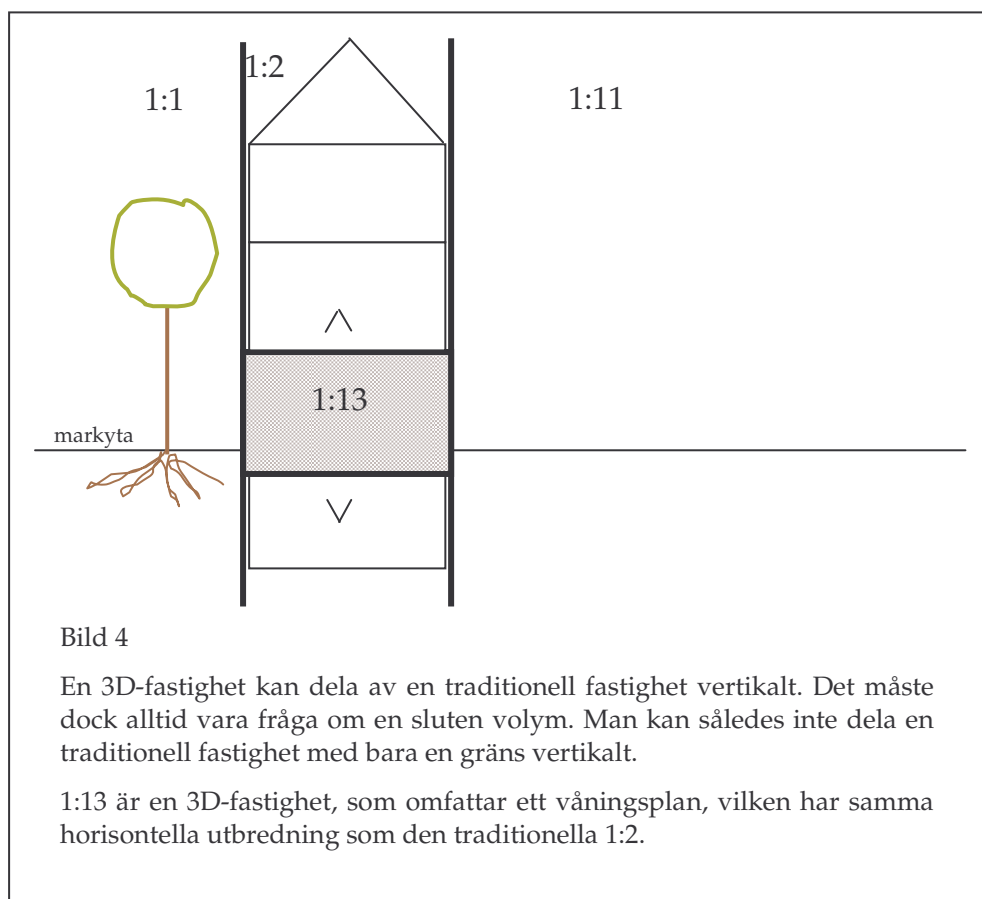 1:2
1:1
1:11
1:13
markyta
Bild 4
En 3D-fastighet kan dela av en traditionell fastighet vertikalt. Det måste
dock alltid vara fråga om en sluten volym. Man kan således inte dela en
traditionell fastighet med bara en gräns vertikalt.
1:13 är en 3D-fastighet, som omfattar ett våningsplan, vilken har samma
horisontella utbredning som den traditionella 1:2.